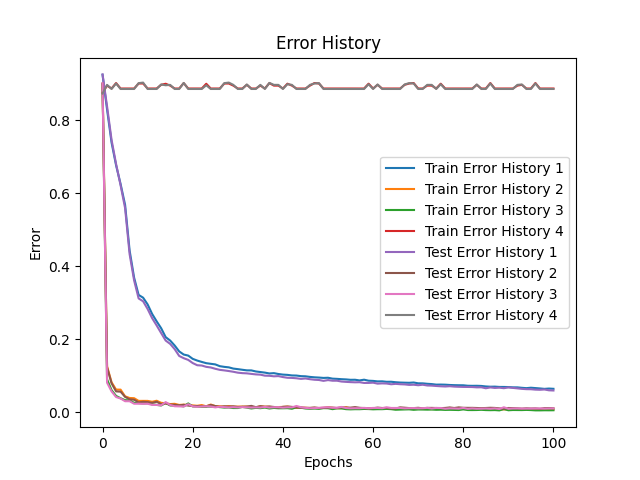 Error History
Error
0.8
0.6
0.4
0.2
0.0
Train Error History 1
Train Error History 2
Train Error History 3
Train Error History 4
Test Error History 1
Test Error History 2
Test Error History 3
Test Error History 4
0 20 40 60 80 100
Epochs